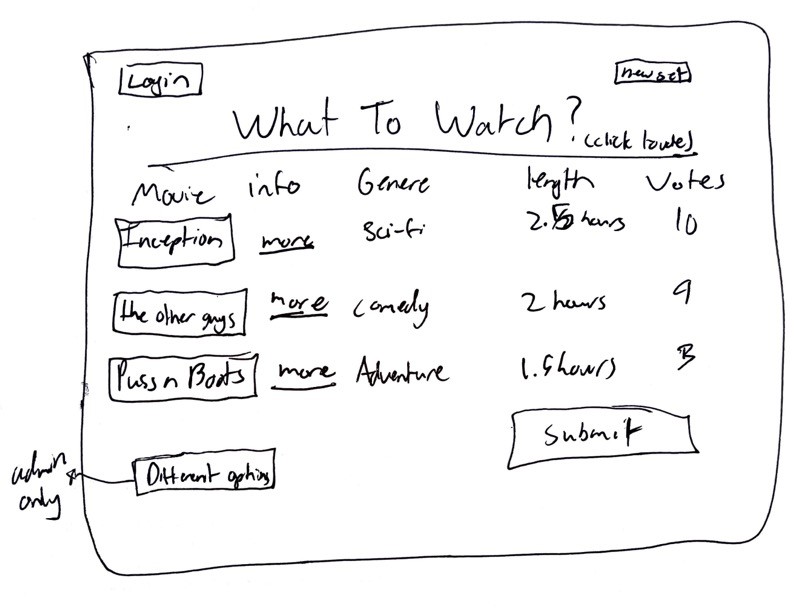 Login
new set
What To Watch?
(click to vote)
Movie info Genere length Votes
Inception more Sci-fi 2.5 hours 10
the other guys more comedy 2 hours 9
Puss n Boots more Adventure 1.5 hours 3
Submit
Different options
admin
only